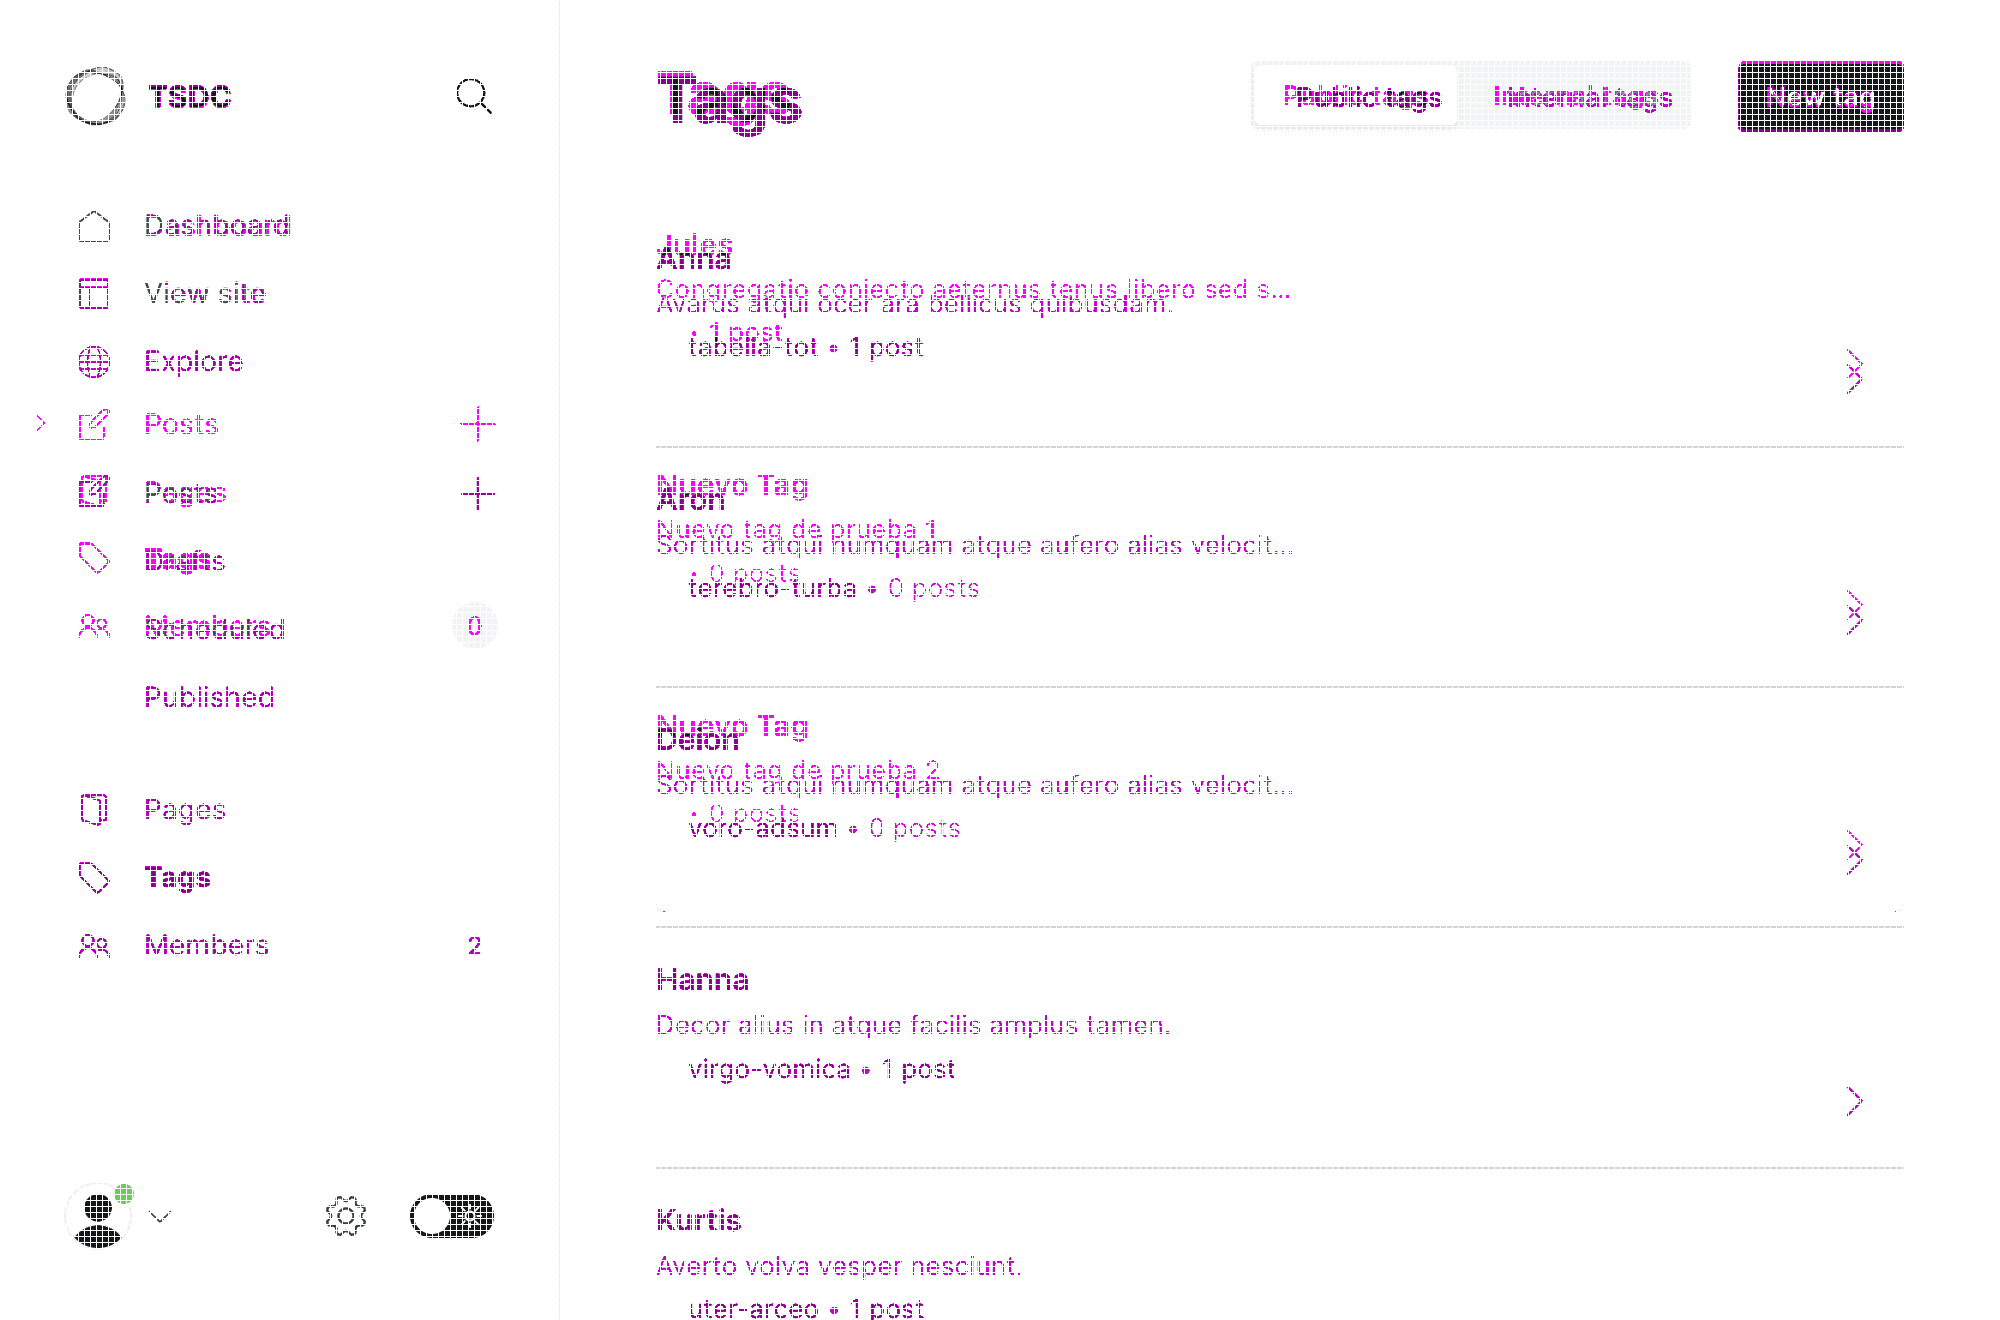 TSDC
Tags
Public tags
Internal tags
New tag
Dashboard
View site
Explore
Posts
Scheduled
0
Published
Pages
Tags
Members
2
Jules
Anna
Congregatio coniecto aeternus tenus libero sed s...
Avarus atqui ocer ara bellicus quibusdam.
• 1 post
tabella-tot • 1 post
Nuevo Tag
Aron
Nuevo tag de prueba 1
Sortitus atqui numquam atque aufero alias velocit...
• 0 posts
terebro-turba • 0 posts
Nuevo Tag
Deion
Nuevo tag de prueba 2
Sortitus atqui numquam atque aufero alias velocit...
• 0 posts
voro-adsum • 0 posts
Hanna
Decor alius in atque facilis amplus tamen.
virgo-vomica • 1 post
Kurtis
Averto volva vesper nesciunt.
uter-arceo • 1 post